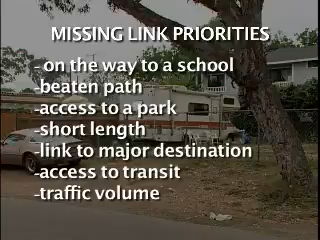 MISSING LINK PRIORITIES
- on the way to a school
-beaten path
-access to a park
-short length
-link to major destination
-access to transit
-traffic volume